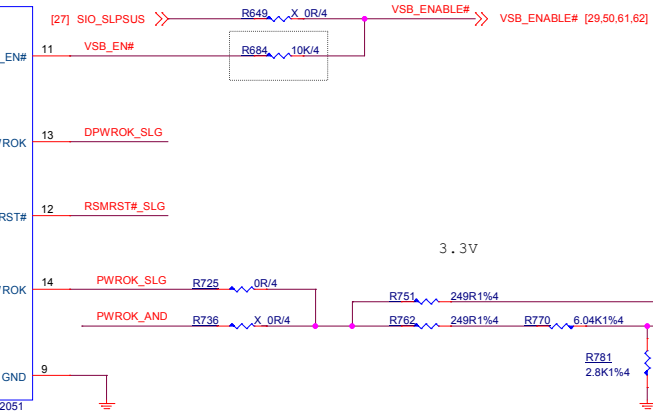 [27] SIO_SLPSUS R649 X_0R/4 VSB_ENABLE# VSB_ENABLE# [29,50,61,62]
_EN# 11 VSB_EN# R684 10K/4
ROK 13 DPWROK_SLG
RST# 12 RSMRST#_SLG
3.3V
ROK 14 PWROK_SLG R725 0R/4
R751 249R1%4
PWROK_AND R736 X_0R/4 R762 249R1%4 R770 6.04K1%4
R781
2.8K1%4
GND 9
2051